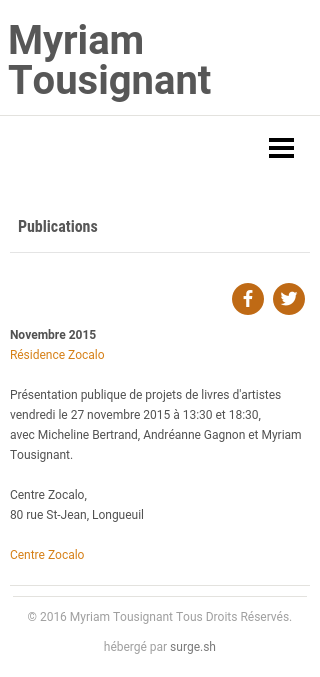 Myriam
Tousignant
Publications
Novembre 2015
Résidence Zocalo
Présentation publique de projets de livres d'artistes
vendredi le 27 novembre 2015 à 13:30 et 18:30,
avec Micheline Bertrand, Andréanne Gagnon et Myriam
Tousignant.
Centre Zocalo,
80 rue St-Jean, Longueuil
Centre Zocalo
© 2016 Myriam Tousignant Tous Droits Réservés.
hébergé par surge.sh